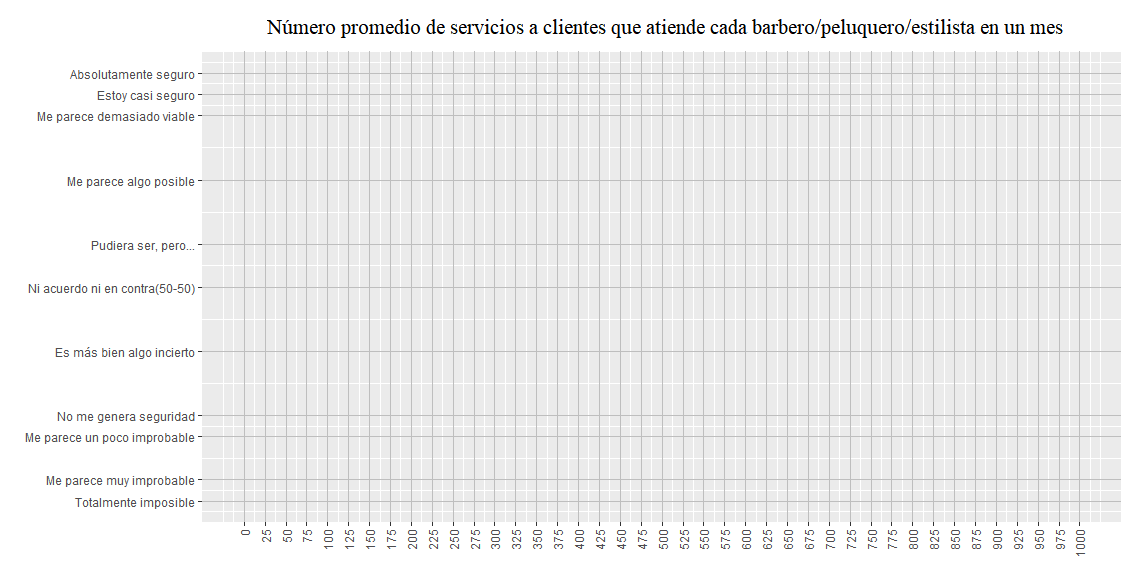 Número promedio de servicios a clientes que atiende cada barbero/peluquero/estilista en un mes
Absolutamente seguro
Estoy casi seguro
Me parece demasiado viable
Me parece algo posible
Pudiera ser, pero...
Ni acuerdo ni en contra(50-50)
Es más bien algo incierto
No me genera seguridad
Me parece un poco improbable
Me parece muy improbable
Totalmente imposible
0 25 50 75 100 125 150 175 200 225 250 275 300 325 350 375 400 425 450 475 500 525 550 575 600 625 650 675 700 725 750 775 800 825 850 875 900 925 950 975 1000